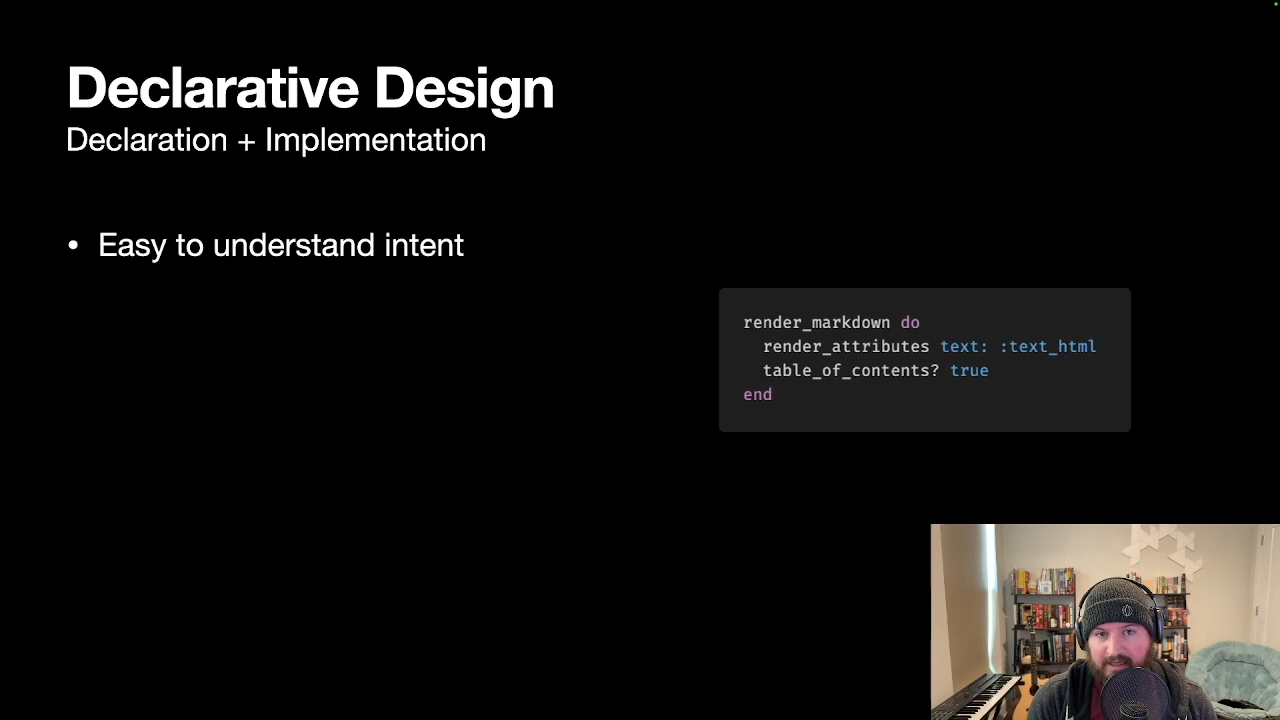 Declarative Design
Declaration + Implementation
• Easy to understand intent
render_markdown do
  render_attributes text: :text_html
  table_of_contents? true
end